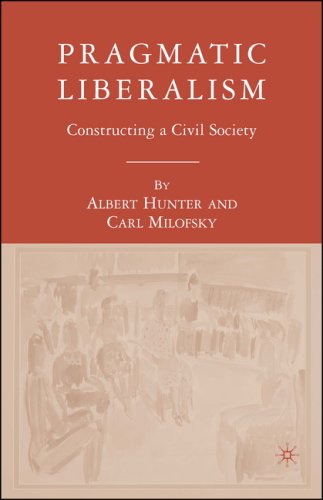 PRAGMATIC
LIBERALISM
Constructing a Civil Society
BY
ALBERT HUNTER AND
CARL MILOFSKY